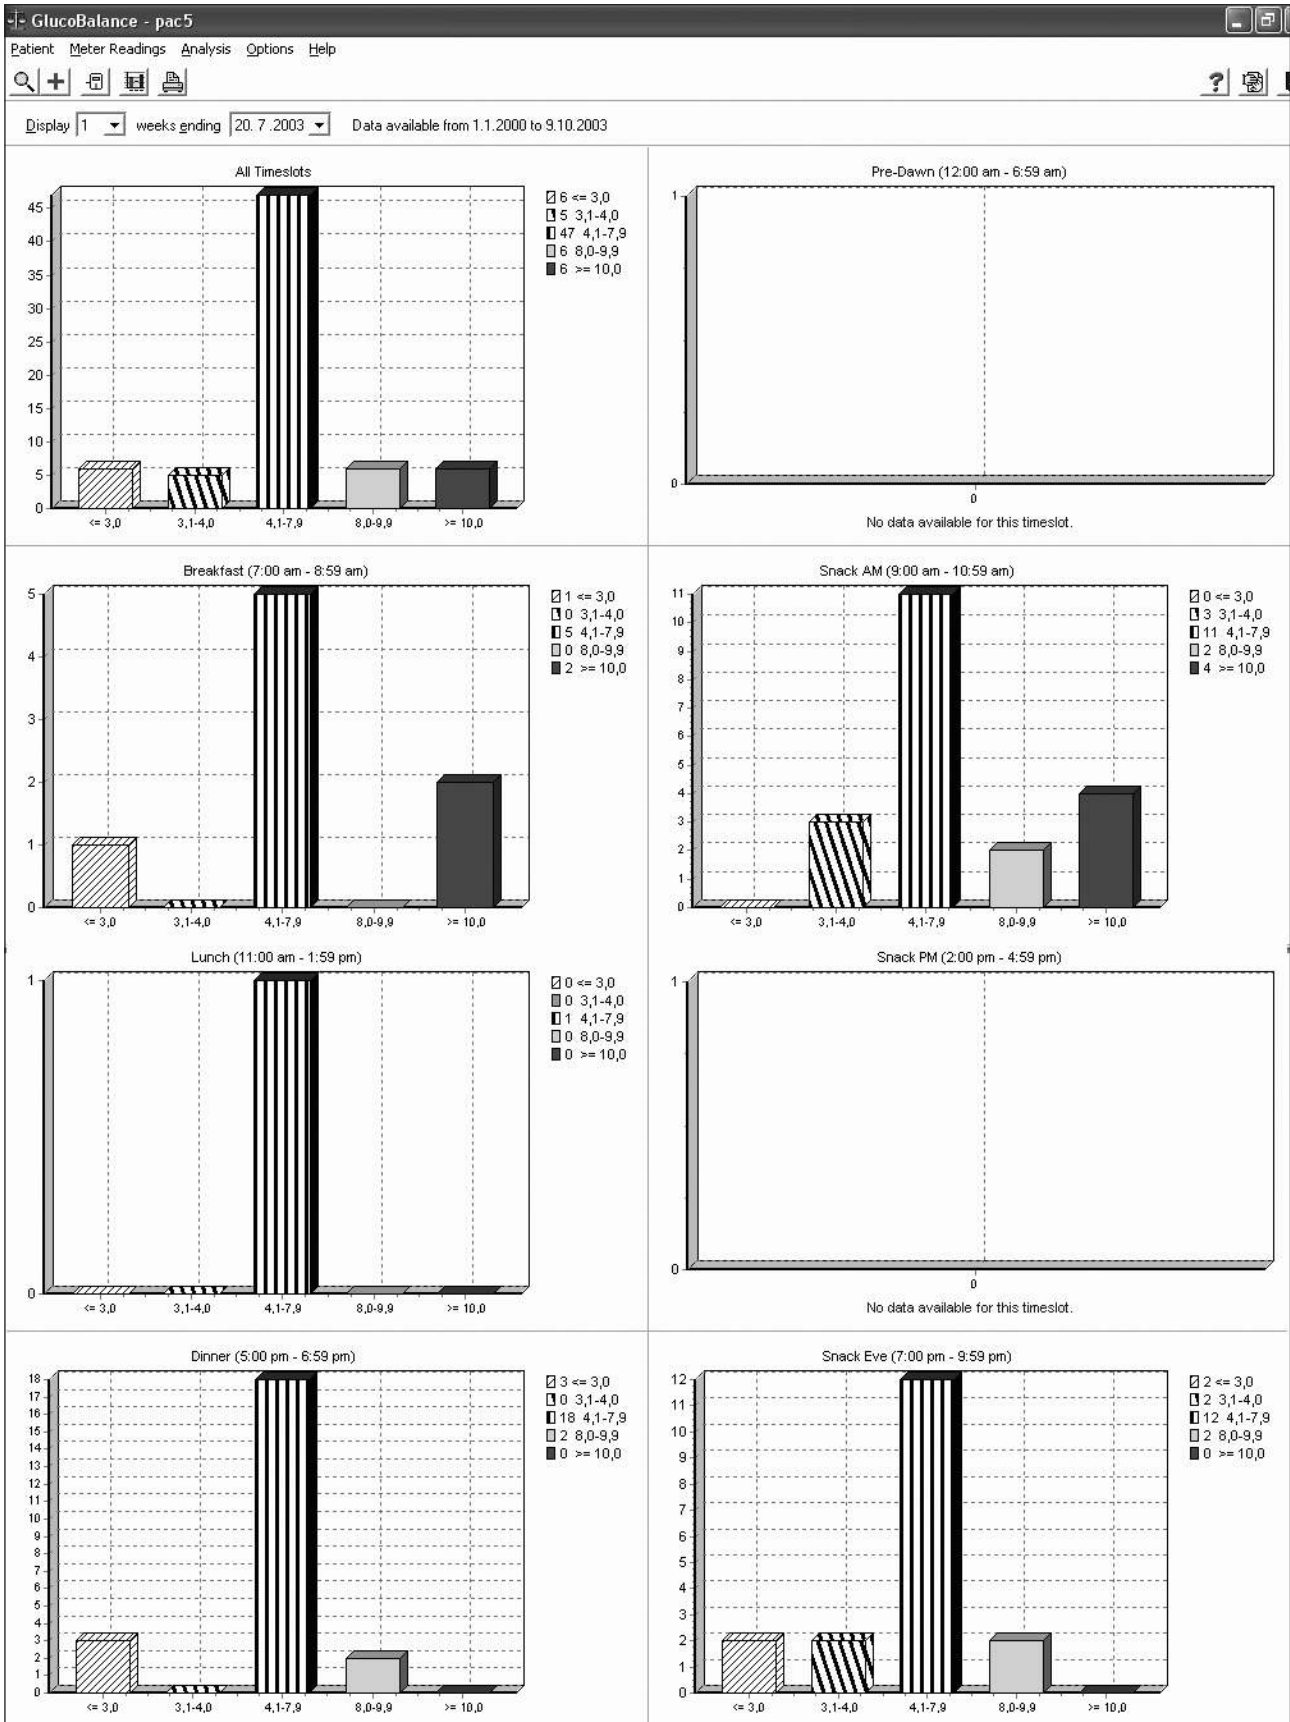 GlucoBalance - pac5
Patient Meter Readings Analysis Options Help
Display 1 weeks ending 20. 7 .2003 Data available from 1.1.2000 to 9.10.2003
All Timeslots
45
40
35
30
25
20
15
10
5
0
<= 3,0 3,1-4,0 4,1-7,9 8,0-9,9 >= 10,0
6 <= 3,0
5 3,1-4,0
47 4,1-7,9
6 8,0-9,9
6 >= 10,0
Pre-Dawn (12:00 am - 6:59 am)
1
0
0
No data available for this timeslot.
Breakfast (7:00 am - 8:59 am)
5
4
3
2
1
0
<= 3,0 3,1-4,0 4,1-7,9 8,0-9,9 >= 10,0
1 <= 3,0
0 3,1-4,0
5 4,1-7,9
0 8,0-9,9
2 >= 10,0
Snack AM (9:00 am - 10:59 am)
11
10
9
8
7
6
5
4
3
2
1
0
<= 3,0 3,1-4,0 4,1-7,9 8,0-9,9 >= 10,0
0 <= 3,0
3 3,1-4,0
11 4,1-7,9
2 8,0-9,9
4 >= 10,0
Lunch (11:00 am - 1:59 pm)
1
0
<= 3,0 3,1-4,0 4,1-7,9 8,0-9,9 >= 10,0
0 <= 3,0
0 3,1-4,0
1 4,1-7,9
0 8,0-9,9
0 >= 10,0
Snack PM (2:00 pm - 4:59 pm)
1
0
0
No data available for this timeslot.
Dinner (5:00 pm - 6:59 pm)
18
17
16
15
14
13
12
11
10
9
8
7
6
5
4
3
2
1
0
<= 3,0 3,1-4,0 4,1-7,9 8,0-9,9 >= 10,0
3 <= 3,0
0 3,1-4,0
18 4,1-7,9
2 8,0-9,9
0 >= 10,0
Snack Eve (7:00 pm - 9:59 pm)
12
11
10
9
8
7
6
5
4
3
2
1
0
<= 3,0 3,1-4,0 4,1-7,9 8,0-9,9 >= 10,0
2 <= 3,0
2 3,1-4,0
12 4,1-7,9
2 8,0-9,9
0 >= 10,0